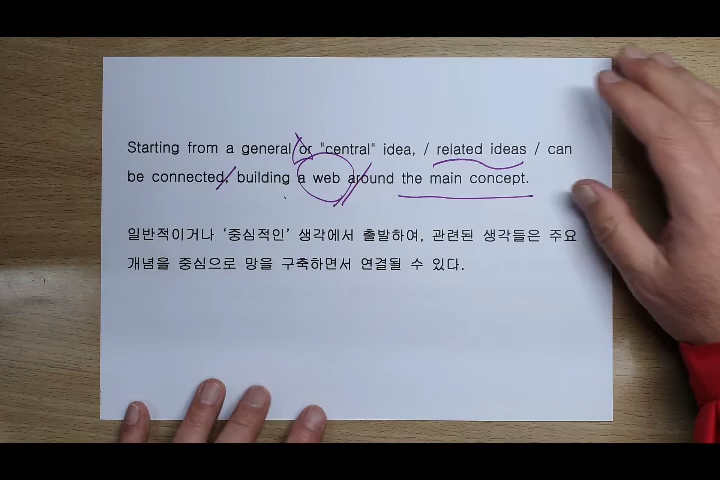 Starting from a general or "central" idea, / related ideas / can
be connected, building a web around the main concept.
일반적이거나 ‘중심적인’ 생각에서 출발하여, 관련된 생각들은 주요
개념을 중심으로 망을 구축하면서 연결될 수 있다.